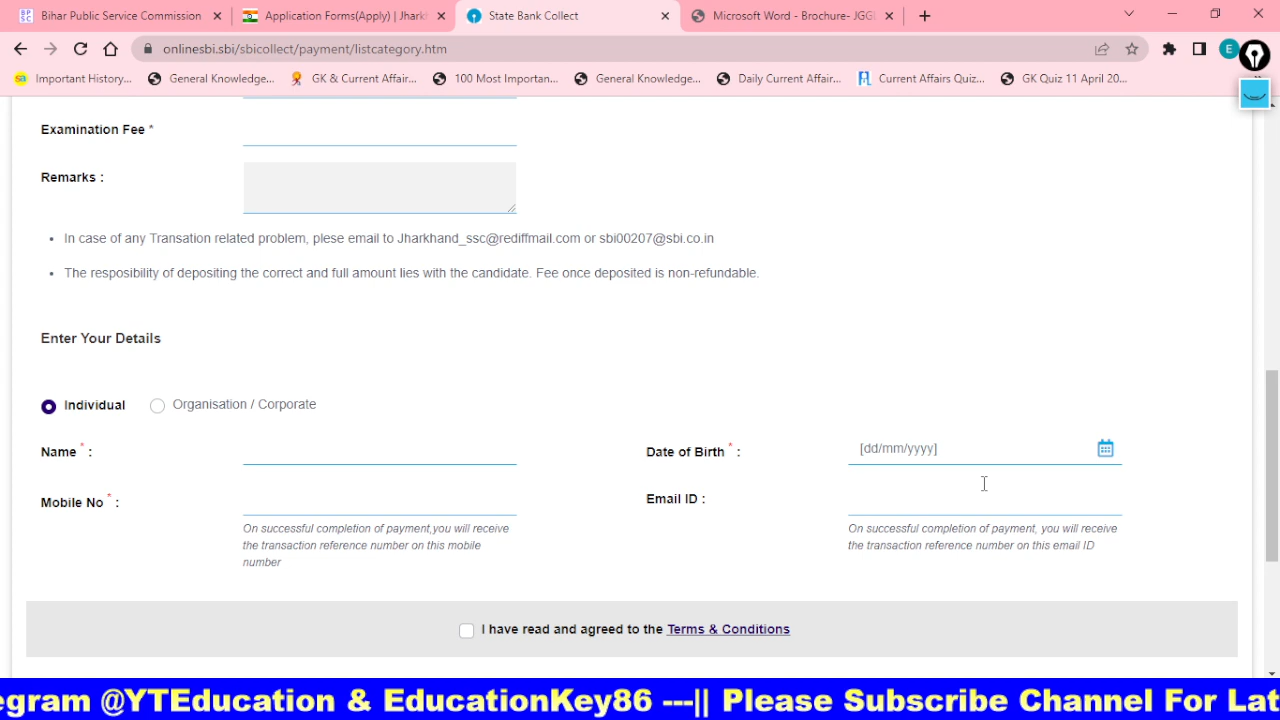 Bihar Public Service Commission
Application Forms(Apply) | Jhark
State Bank Collect
Microsoft Word - Brochure- JGGL
onlinesbi.sbi/sbicollect/payment/listcategory.htm
E
Important History...
General Knowledge...
GK & Current Affair...
100 Most Importan...
General Knowledge...
Daily Current Affair...
Current Affairs Quiz...
GK Quiz 11 April 20...
Examination Fee *
Remarks :
In case of any Transation related problem, plese email to Jharkhand_ssc@rediffmail.com or sbi00207@sbi.co.in
The resposibility of depositing the correct and full amount lies with the candidate. Fee once deposited is non-refundable.
Enter Your Details
Individual Organisation / Corporate
Name * : Date of Birth * : [dd/mm/yyyy]
Mobile No * : Email ID :
On successful completion of payment,you will receive
the transaction reference number on this mobile
number
On successful completion of payment, you will receive
the transaction reference number on this email ID
I have read and agreed to the Terms & Conditions
egram @YTEducation & EducationKey86 ---|| Please Subscribe Channel For Lat